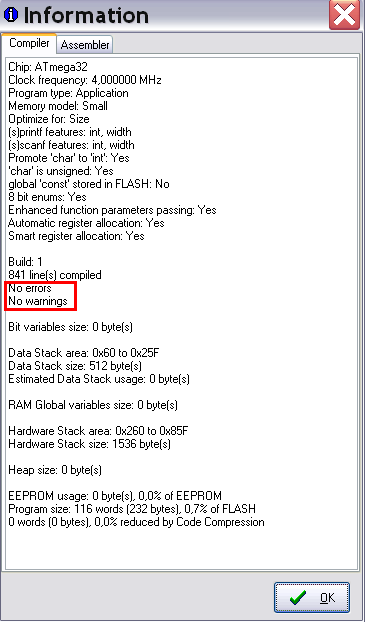 Information
Compiler
Assembler
Chip: ATmega32
Clock frequency: 4,000000 MHz
Program type: Application
Memory model: Small
Optimize for: Size
(s)printf features: int, width
(s)scanf features: int, width
Promote 'char' to 'int': Yes
'char' is unsigned: Yes
global 'const' stored in FLASH: No
8 bit enums: Yes
Enhanced function parameters passing: Yes
Automatic register allocation: Yes
Smart register allocation: Yes
Build: 1
841 line(s) compiled
No errors
No warnings
Bit variables size: 0 byte(s)
Data Stack area: 0x60 to 0x25F
Data Stack size: 512 byte(s)
Estimated Data Stack usage: 0 byte(s)
RAM Global variables size: 0 byte(s)
Hardware Stack area: 0x260 to 0x85F
Hardware Stack size: 1536 byte(s)
Heap size: 0 byte(s)
EEPROM usage: 0 byte(s), 0,0% of EEPROM
Program size: 116 words (232 bytes), 0,7% of FLASH
0 words (0 bytes), 0,0% reduced by Code Compression
OK